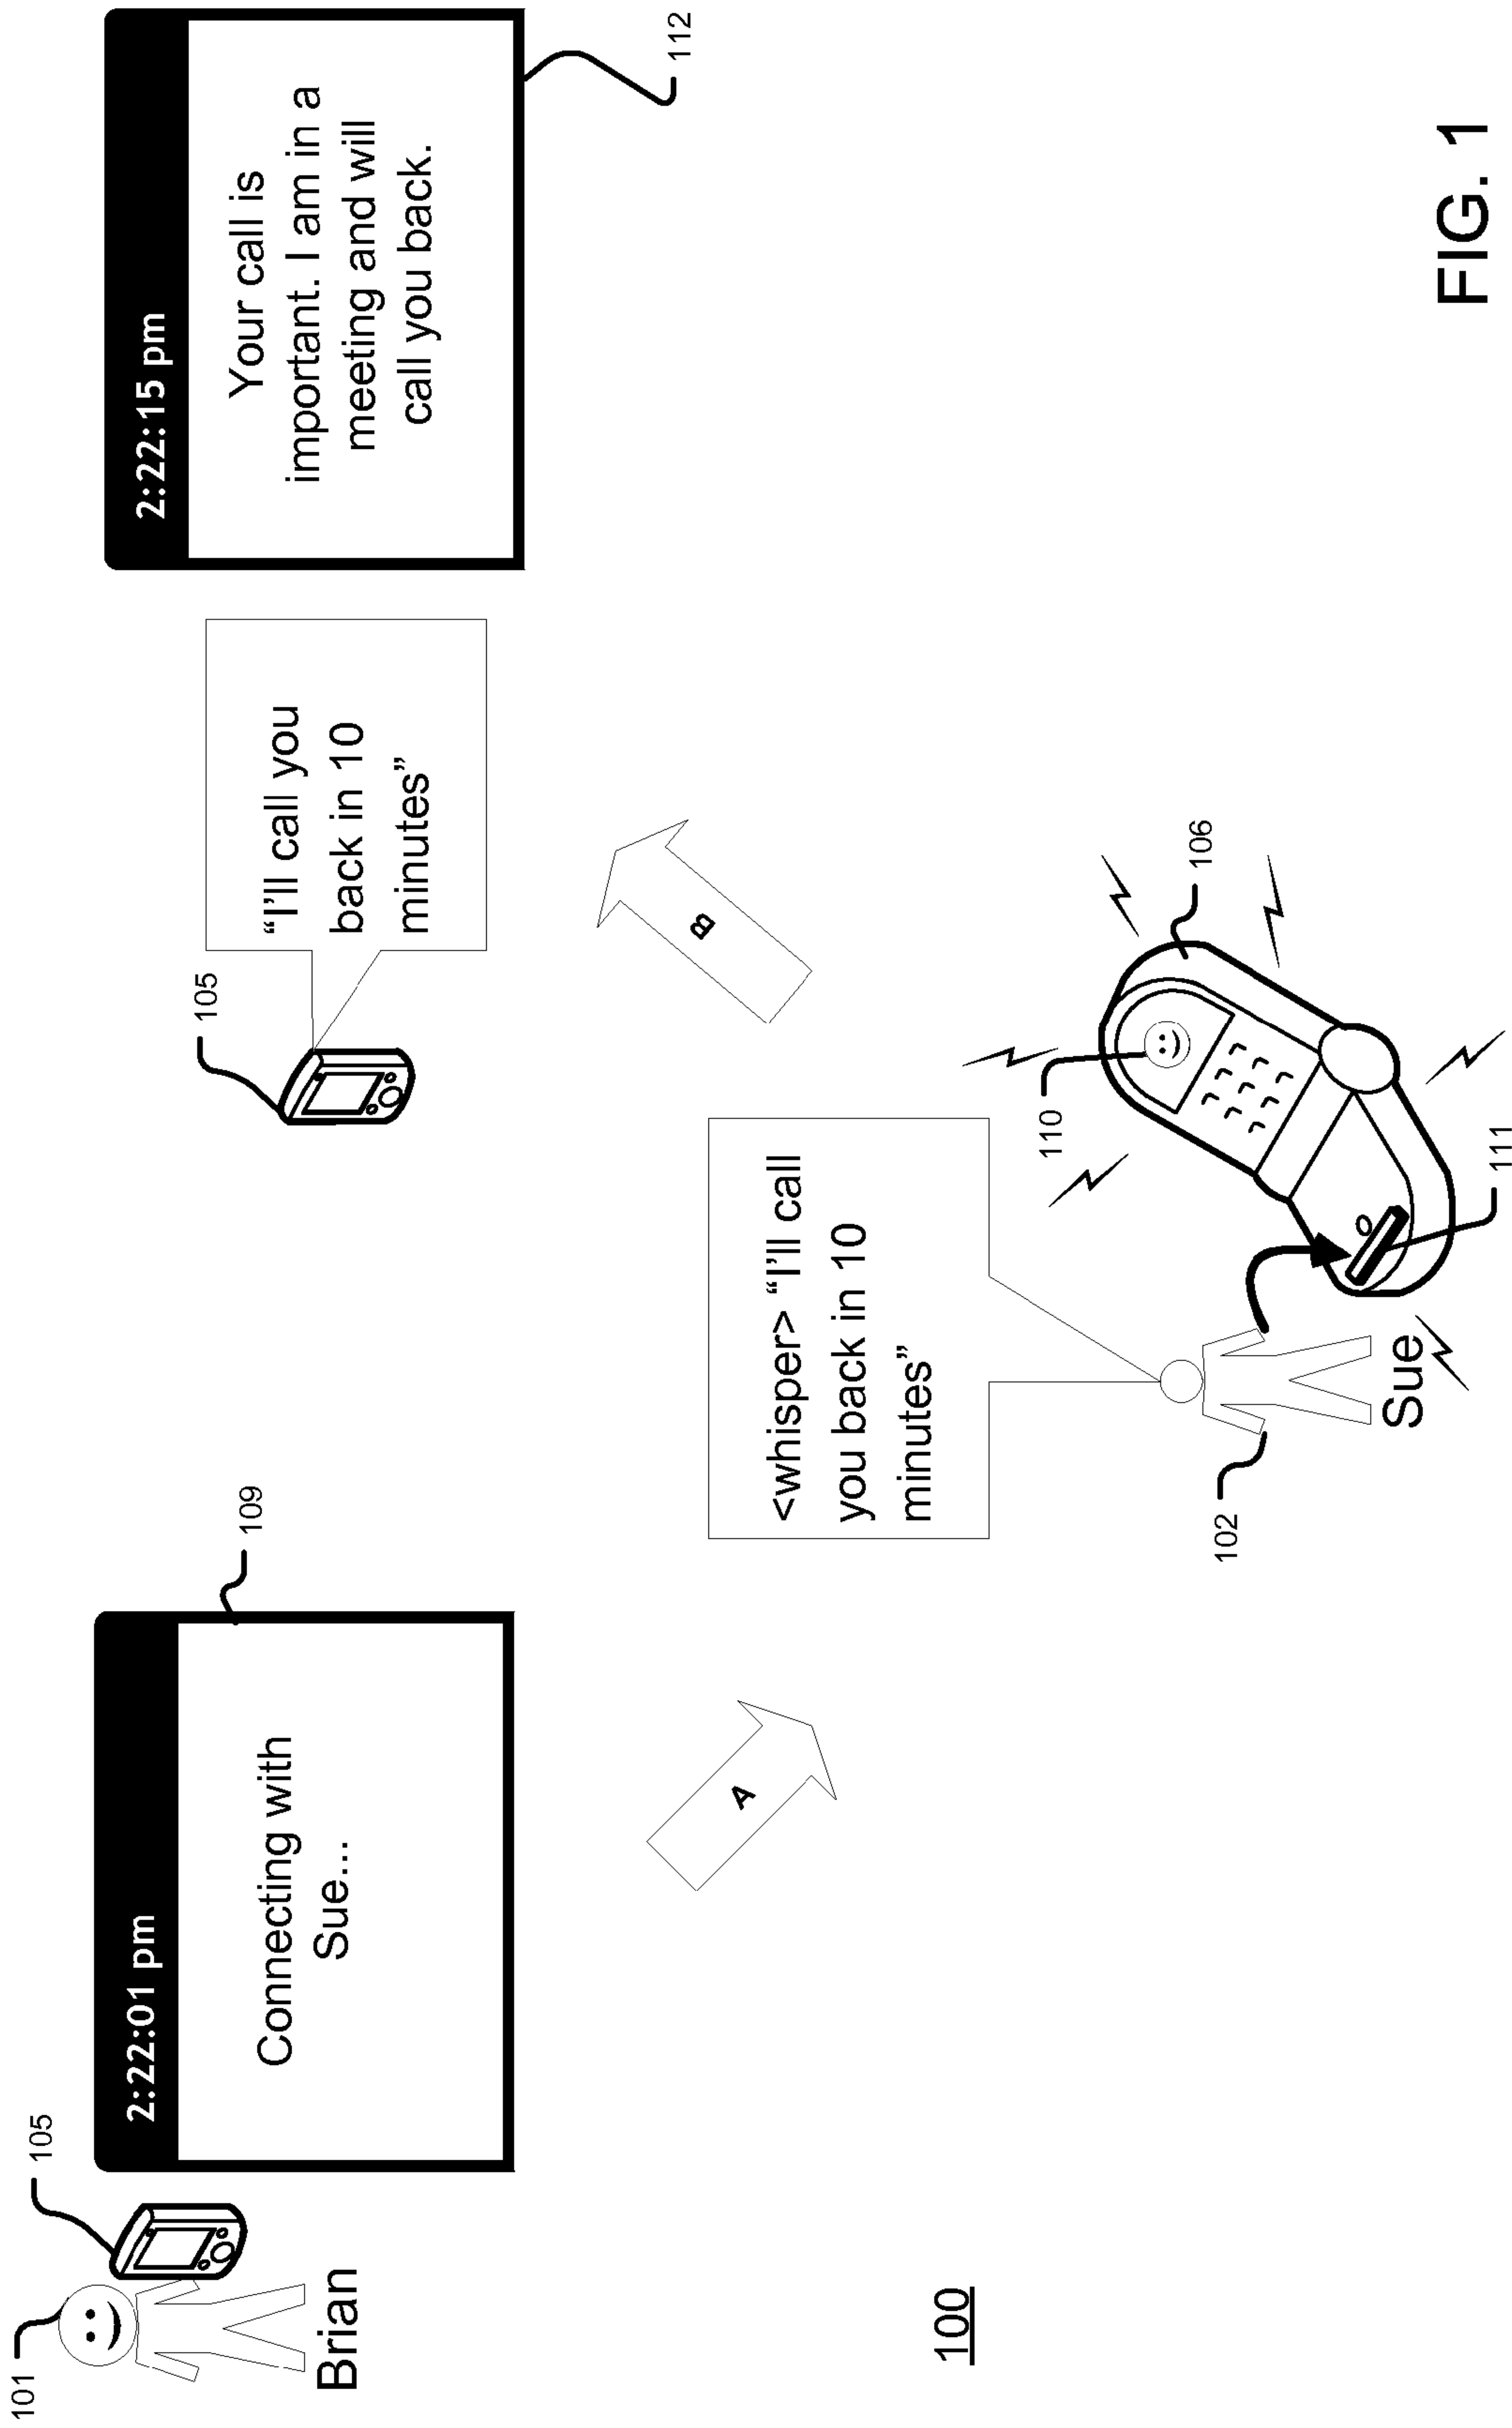 101
105
Brian
2:22:01 pm
Connecting with
Sue...
109
A
<whisper> “I’ll call
you back in 10
minutes”
102
Sue
110
106
111
B
105
“I’ll call you
back in 10
minutes”
2:22:15 pm
Your call is
important. I am in a
meeting and will
call you back.
112
100
FIG. 1